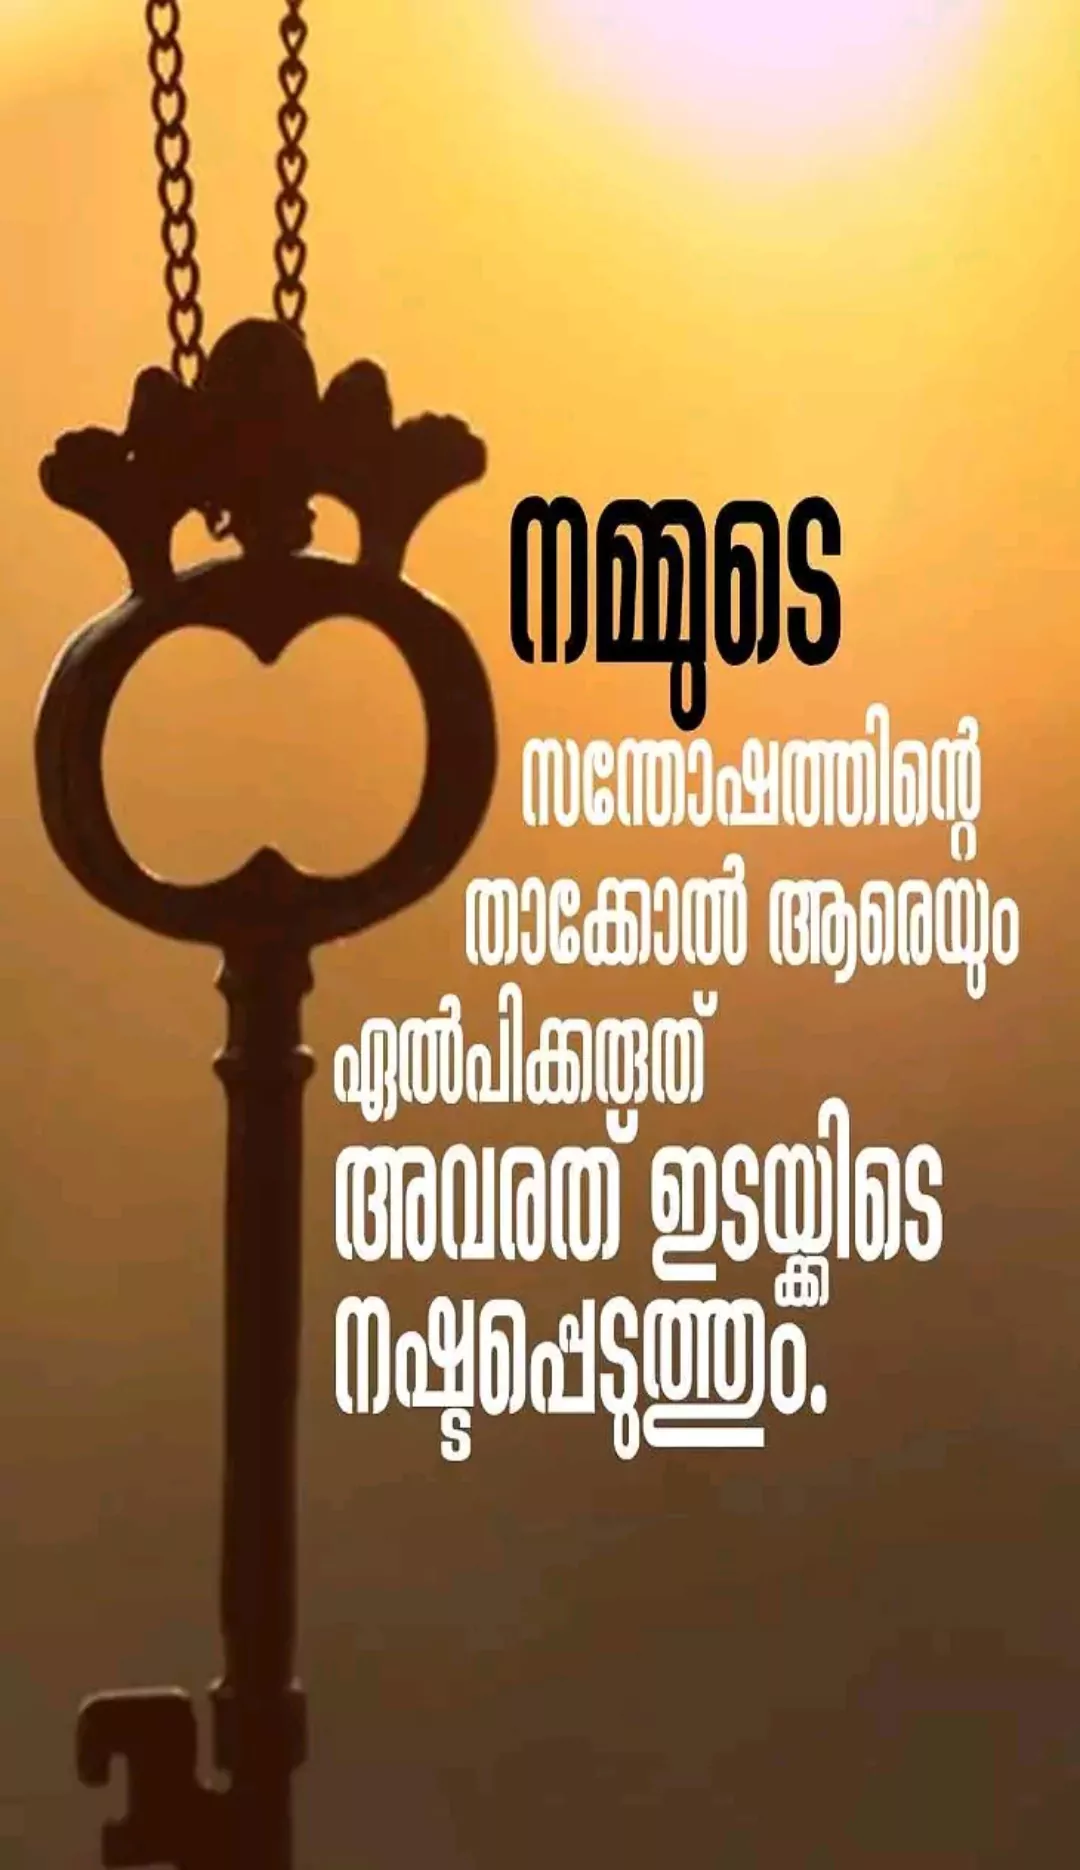 നമ്മുടെ
സന്തോഷത്തിന്റെ
താക്കോൽ ആരെയും
ഏൽപിക്കരുത്
അവരത് ഇടയ്ക്കിടെ
നഷ്ടപ്പെടുത്തും.